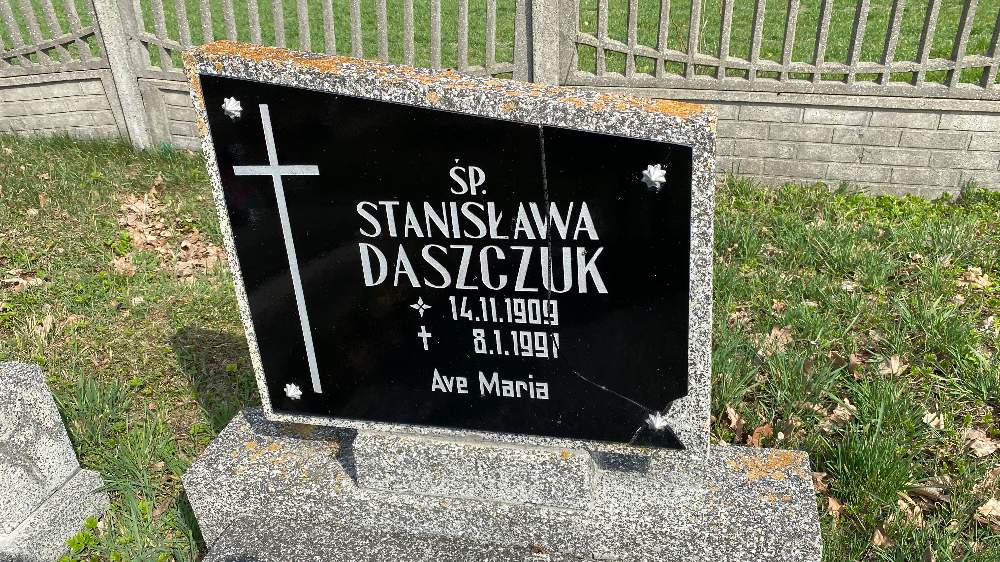 ŚP.
STANISŁAWA
DASZCZUK
14.11.1909
8.1.1991
Ave Maria